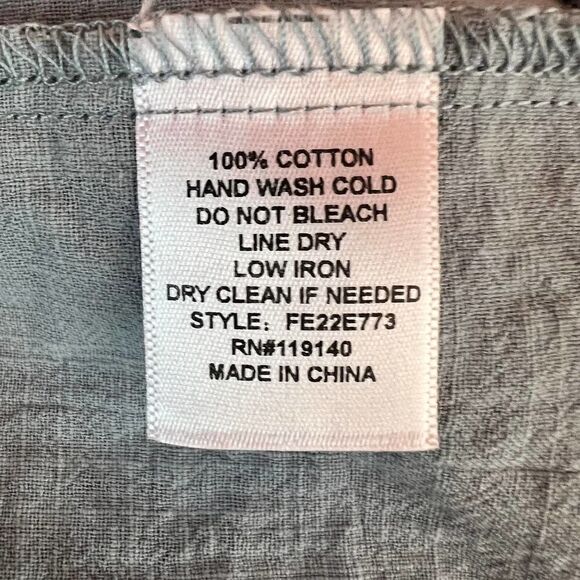 100% COTTON
HAND WASH COLD
DO NOT BLEACH
LINE DRY
LOW IRON
DRY CLEAN IF NEEDED
STYLE: FE22E773
RN#119140
MADE IN CHINA